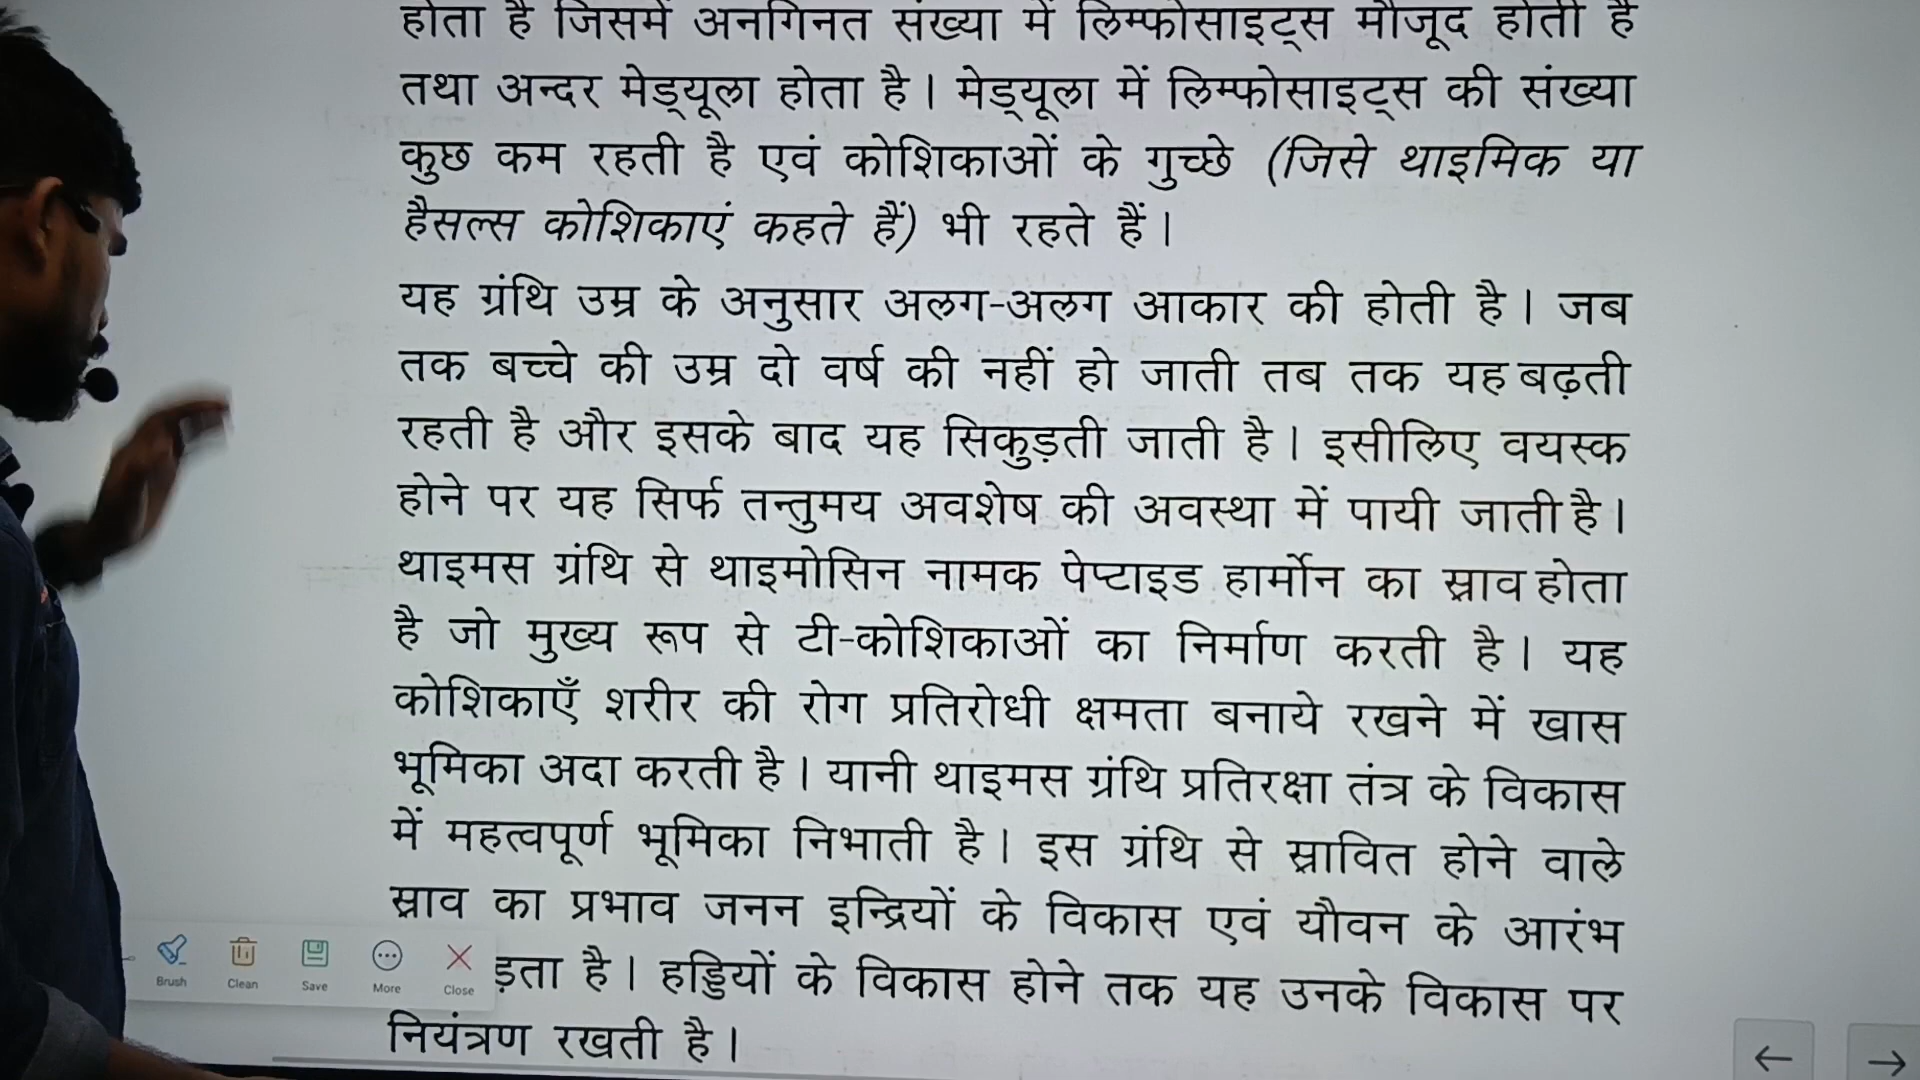 होता है जिसमें अनगिनत संख्या में लिम्फोसाइट्स मौजूद होती है
तथा अन्दर मेड्यूला होता है। मेड्यूला में लिम्फोसाइट्स की संख्या
कुछ कम रहती है एवं कोशिकाओं के गुच्छे (जिसे थाइमिक या
हैसल्स कोशिकाएं कहते हैं) भी रहते हैं।
यह ग्रंथि उम्र के अनुसार अलग-अलग आकार की होती है। जब
तक बच्चे की उम्र दो वर्ष की नहीं हो जाती तब तक यह बढ़ती
रहती है और इसके बाद यह सिकुड़ती जाती है। इसीलिए वयस्क
होने पर यह सिर्फ तन्तुमय अवशेष की अवस्था में पायी जाती है।
थाइमस ग्रंथि से थाइमोसिन नामक पेप्टाइड हार्मोन का स्राव होता
है जो मुख्य रूप से टी-कोशिकाओं का निर्माण करती है। यह
कोशिकाएँ शरीर की रोग प्रतिरोधी क्षमता बनाये रखने में खास
भूमिका अदा करती है। यानी थाइमस ग्रंथि प्रतिरक्षा तंत्र के विकास
में महत्वपूर्ण भूमिका निभाती है। इस ग्रंथि से स्रावित होने वाले
स्राव का प्रभाव जनन इन्द्रियों के विकास एवं यौवन के आरंभ
ड़ता है। हड्डियों के विकास होने तक यह उनके विकास पर
नियंत्रण रखती है।
Brush Clean Save More Close